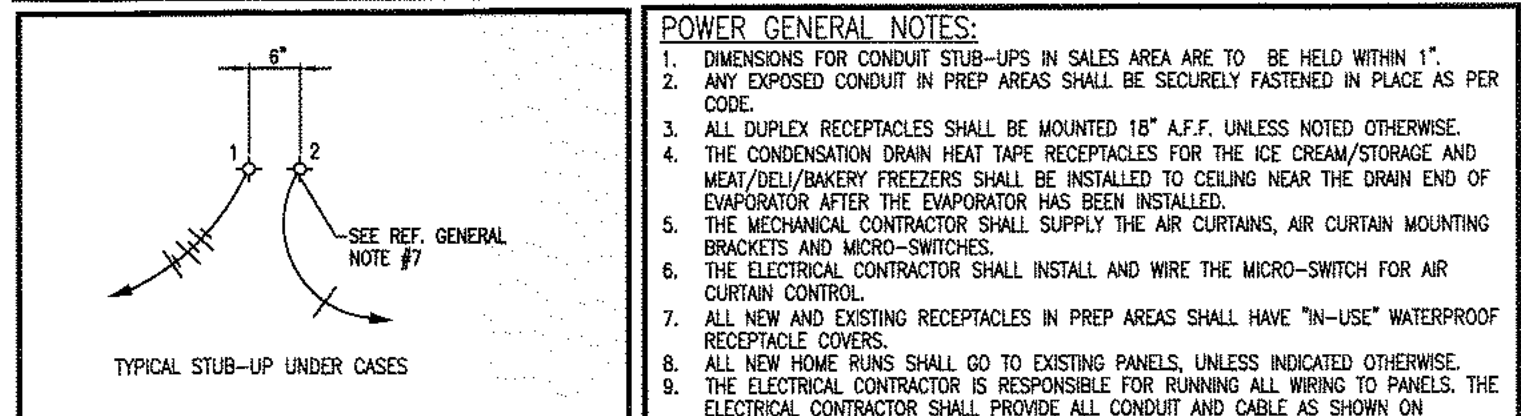 6"
1
2
SEE REF. GENERAL
NOTE #7
TYPICAL STUB-UP UNDER CASES
POWER GENERAL NOTES:
1. DIMENSIONS FOR CONDUIT STUB-UPS IN SALES AREA ARE TO BE HELD WITHIN 1".
2. ANY EXPOSED CONDUIT IN PREP AREAS SHALL BE SECURELY FASTENED IN PLACE AS PER
CODE.
3. ALL DUPLEX RECEPTACLES SHALL BE MOUNTED 18" A.F.F. UNLESS NOTED OTHERWISE.
4. THE CONDENSATION DRAIN HEAT TAPE RECEPTACLES FOR THE ICE CREAM/STORAGE AND
MEAT/DELI/BAKERY FREEZERS SHALL BE INSTALLED TO CEILING NEAR THE DRAIN END OF
EVAPORATOR AFTER THE EVAPORATOR HAS BEEN INSTALLED.
5. THE MECHANICAL CONTRACTOR SHALL SUPPLY THE AIR CURTAINS, AIR CURTAIN MOUNTING
BRACKETS AND MICRO-SWITCHES.
6. THE ELECTRICAL CONTRACTOR SHALL INSTALL AND WIRE THE MICRO-SWITCH FOR AIR
CURTAIN CONTROL.
7. ALL NEW AND EXISTING RECEPTACLES IN PREP AREAS SHALL HAVE "IN-USE" WATERPROOF
RECEPTACLE COVERS.
8. ALL NEW HOME RUNS SHALL GO TO EXISTING PANELS, UNLESS INDICATED OTHERWISE.
9. THE ELECTRICAL CONTRACTOR IS RESPONSIBLE FOR RUNNING ALL WIRING TO PANELS. THE
ELECTRICAL CONTRACTOR SHALL PROVIDE ALL CONDUIT AND CABLE AS SHOWN ON